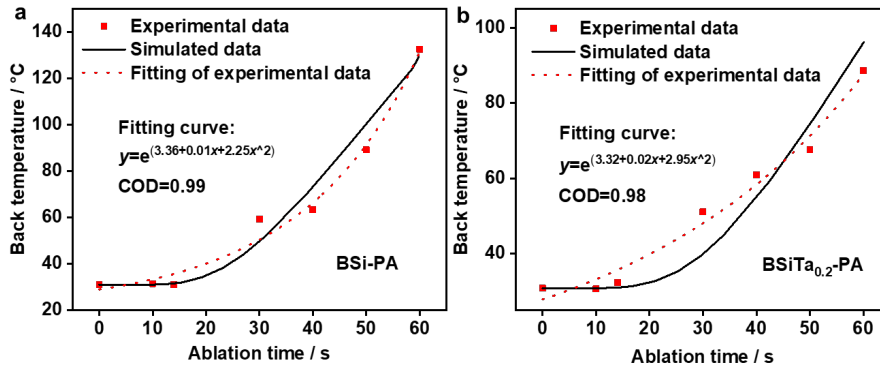 a
Experimental data
Simulated data
Fitting of experimental data
Fitting curve:
y=e^(3.36+0.01x+2.25x^2)
COD=0.99
BSi-PA
140
120
100
80
60
40
20
0 10 20 30 40 50 60
Back temperature / °C
Ablation time / s
b
Experimental data
Simulated data
Fitting of experimental data
Fitting curve:
y=e^(3.32+0.02x+2.95x^2)
COD=0.98
BSiTa0.2-PA
100
80
60
40
0 10 20 30 40 50 60
Back temperature / °C
Ablation time / s